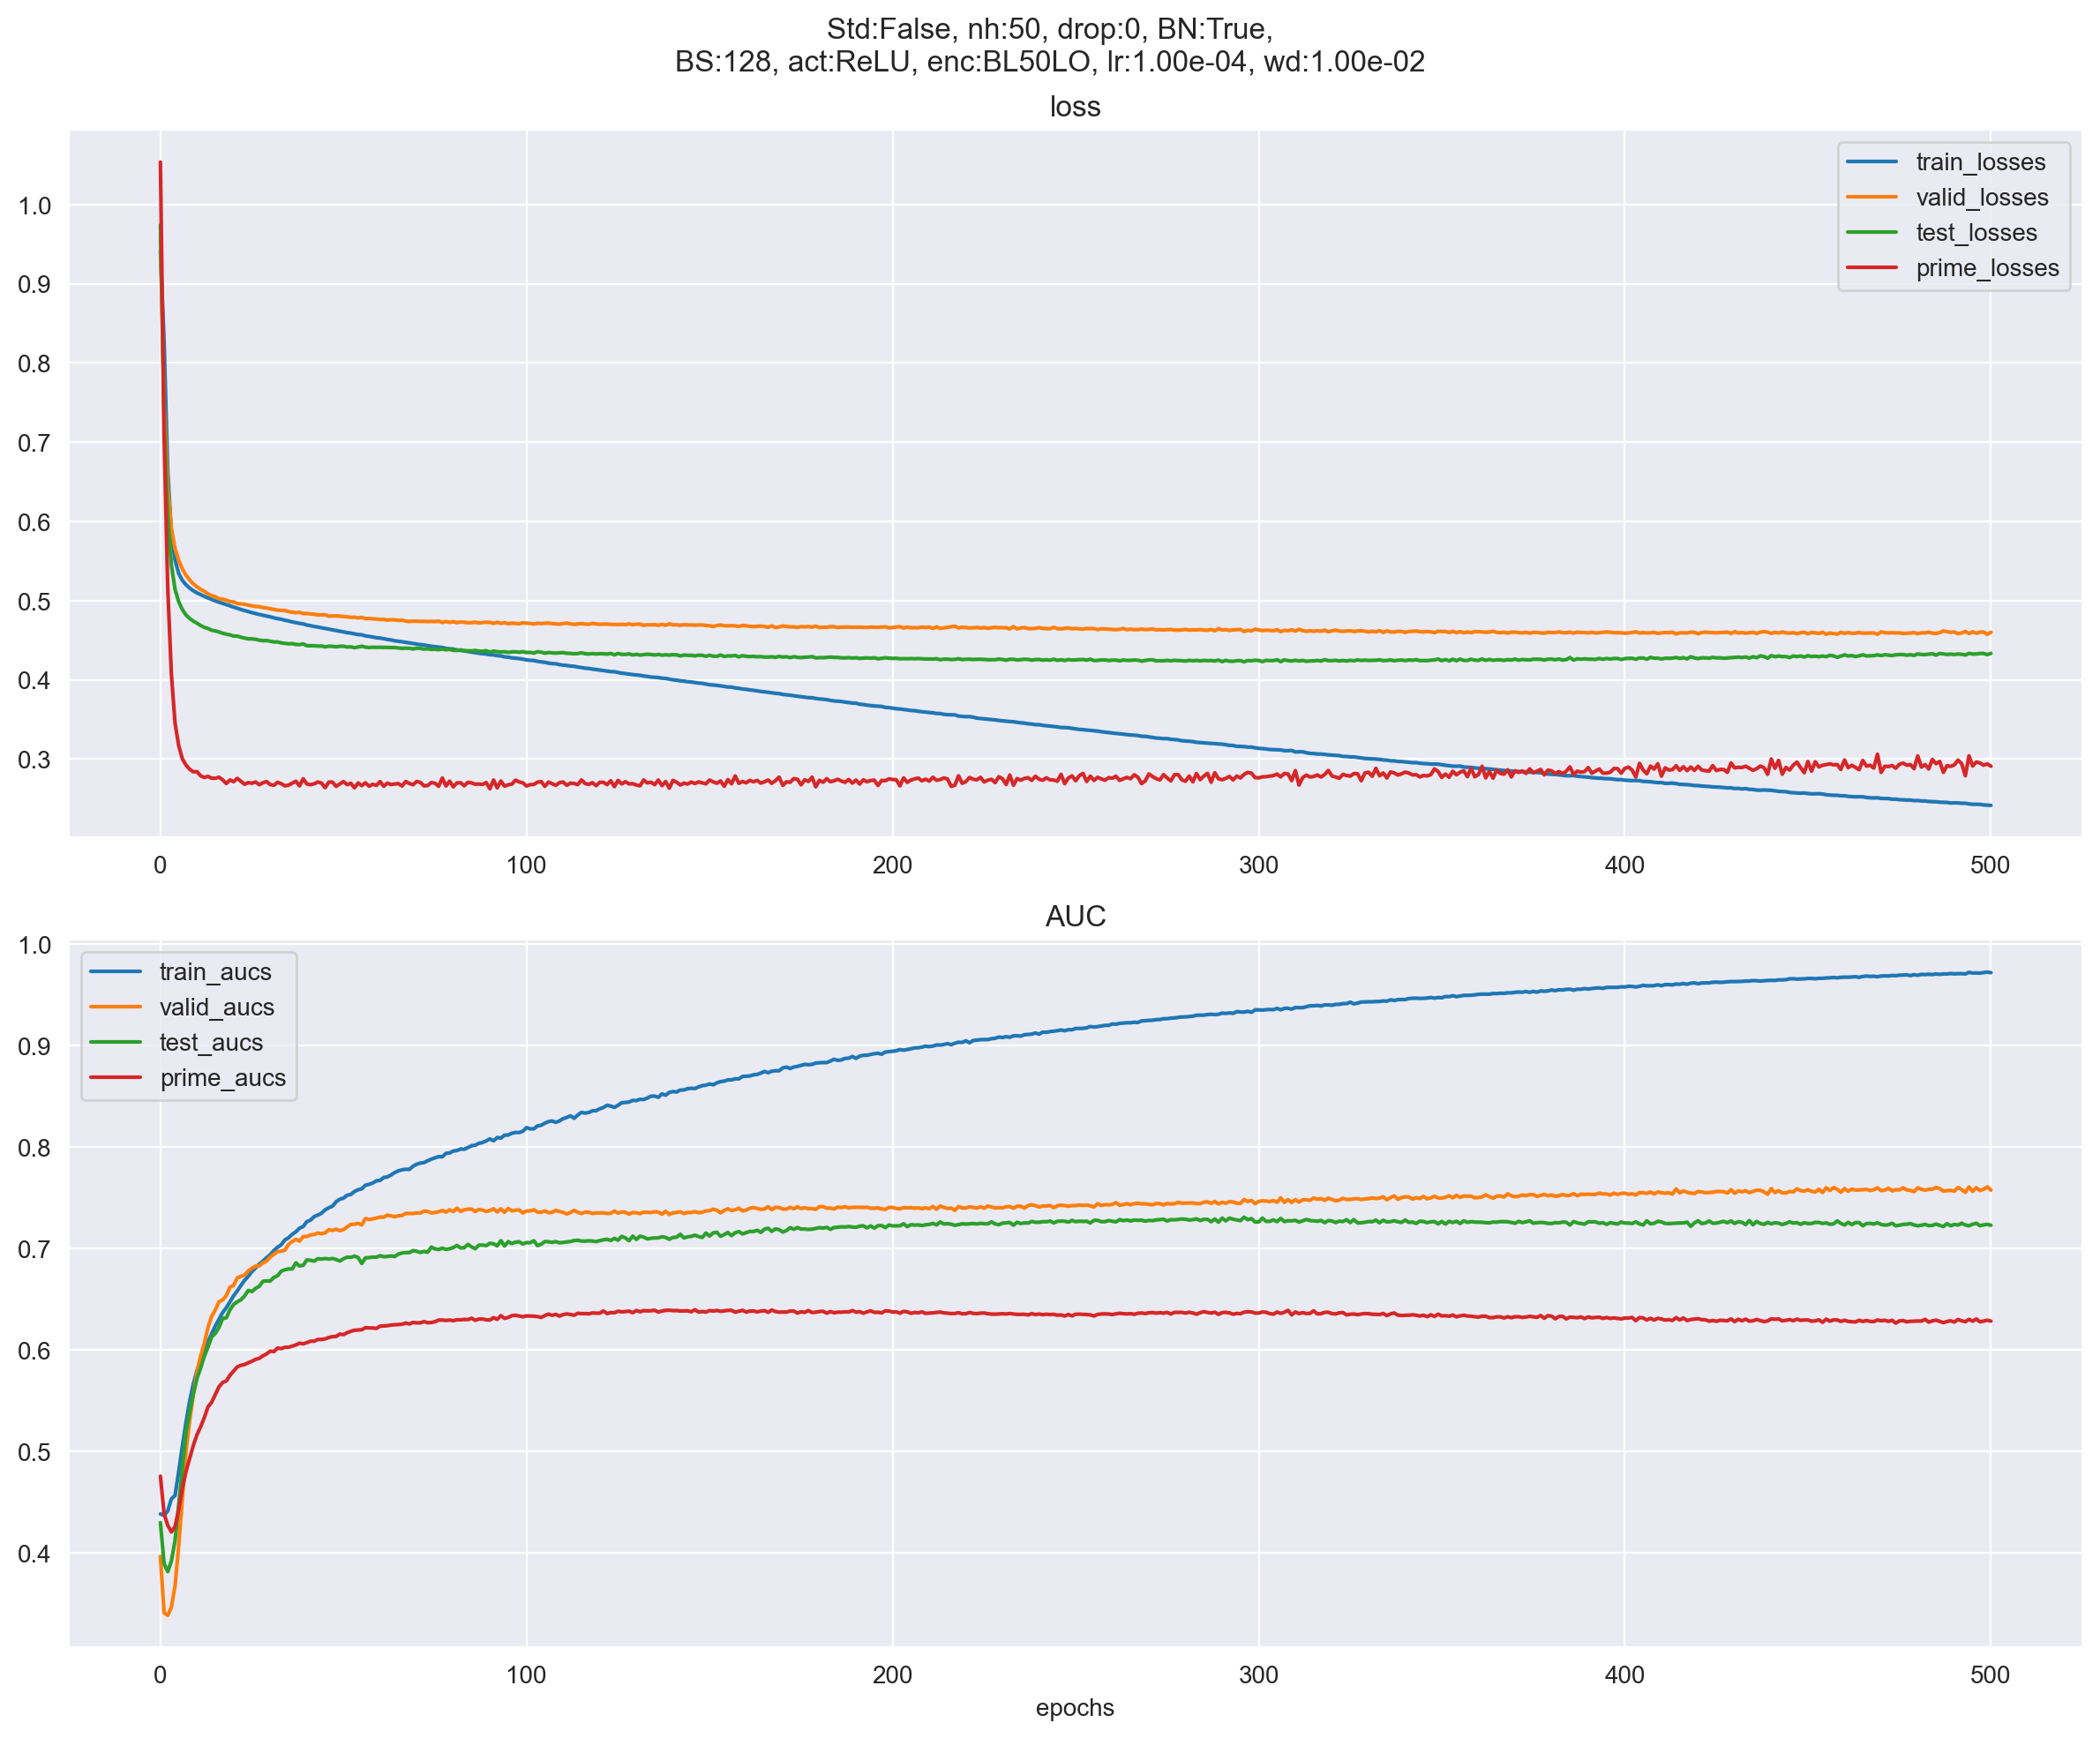 Std:False, nh:50, drop:0, BN:True,
BS:128, act:ReLU, enc:BL50LO, lr:1.00e-04, wd:1.00e-02
loss
train_losses
valid_losses
test_losses
prime_losses
1.0
0.9
0.8
0.7
0.6
0.5
0.4
0.3
0 100 200 300 400 500
AUC
train_aucs
valid_aucs
test_aucs
prime_aucs
1.0
0.9
0.8
0.7
0.6
0.5
0.4
0 100 200 300 400 500
epochs